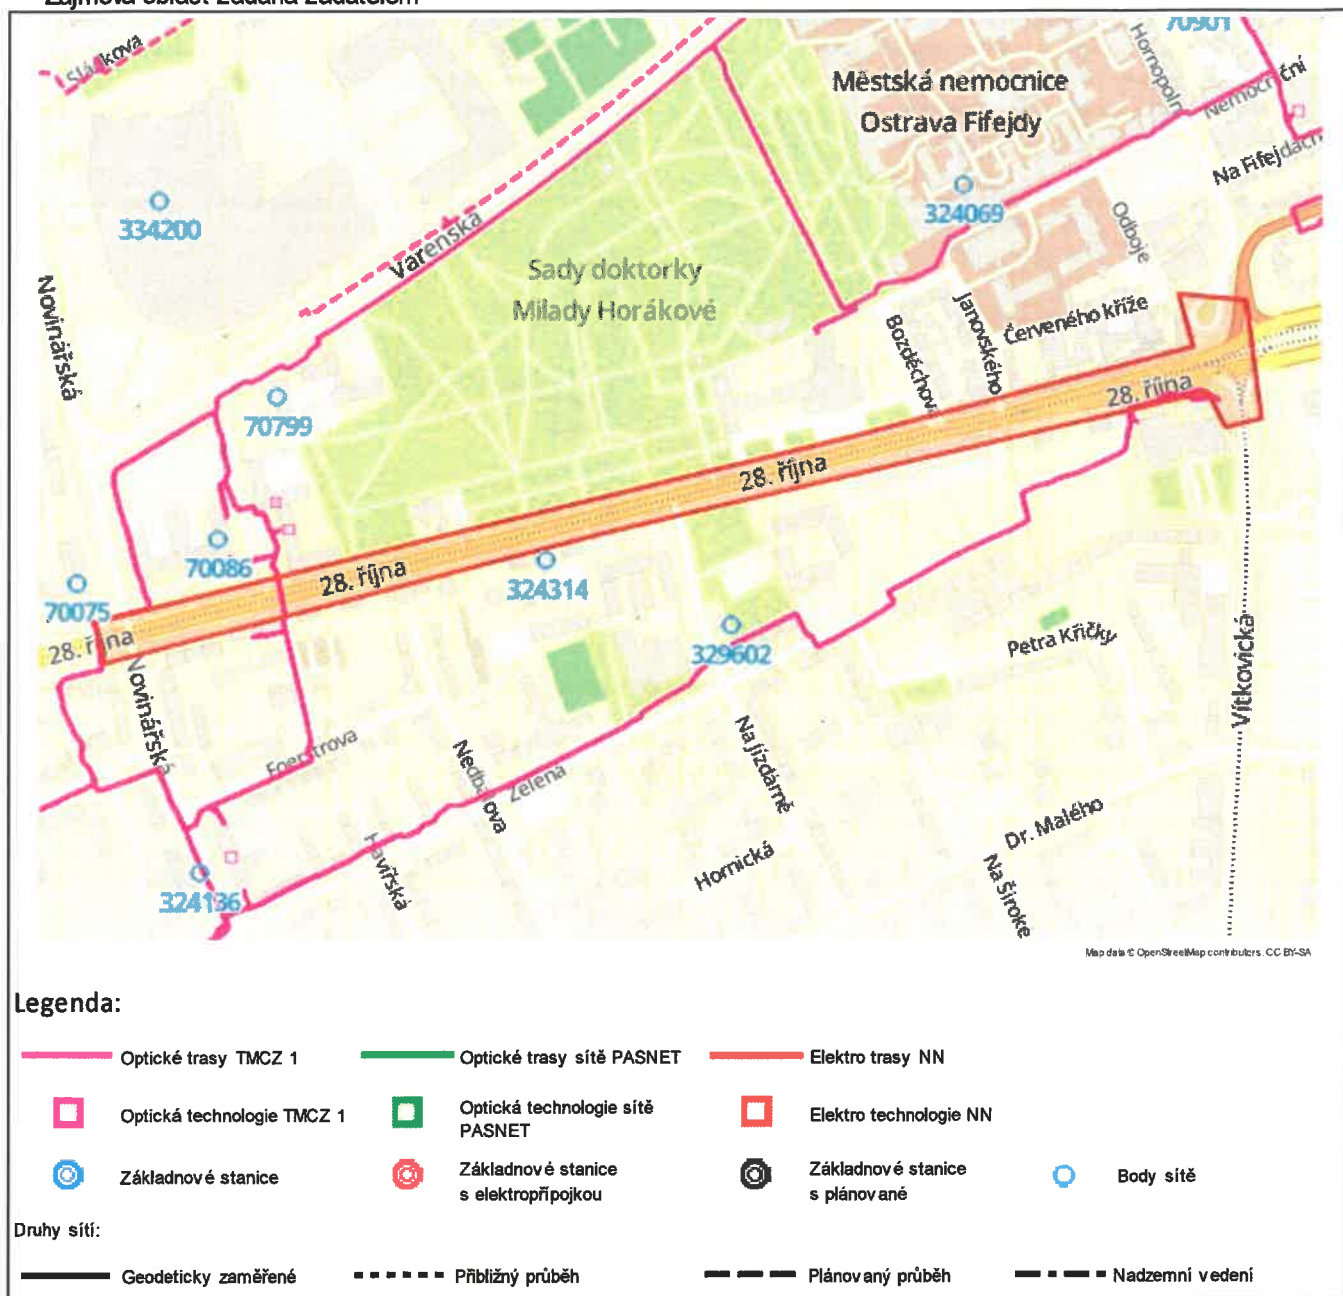 Zájmová oblast zadaná žadatelem
70901
Slá kova
Hornopoln
Nemocniční
Městská nemocnice
Ostrava Fifejdy
Na Fifejdách
334200
324069
Varenská
Odboje
Sady doktorky
Milady Horákové
Novinářská
Janovského
Červeného kříže
Bozděchova
28. října
70799
28. října
70086
28. října
324314
70075
28. října
329602
Petra Křičky
Vítkovická
Novinářská
Foerstrova
Nedbalova
Zelená
Na Jízdárně
Dr. Malého
Havířská
Hornická
Na Široké
324136
Map data © OpenStreetMap contributors. CC BY-SA
Legenda:
Optické trasy TMCZ 1
Optické trasy sítě PASNET
Elektro trasy NN
Optická technologie TMCZ 1
Optická technologie sítě
PASNET
Elektro technologie NN
Základnové stanice
Základnové stanice
s elektropřípojkou
Základnové stanice
s plánované
Body sítě
Druhy sítí:
Geodeticky zaměřené
Přibližný průběh
Plánovaný průběh
Nadzemní vedení